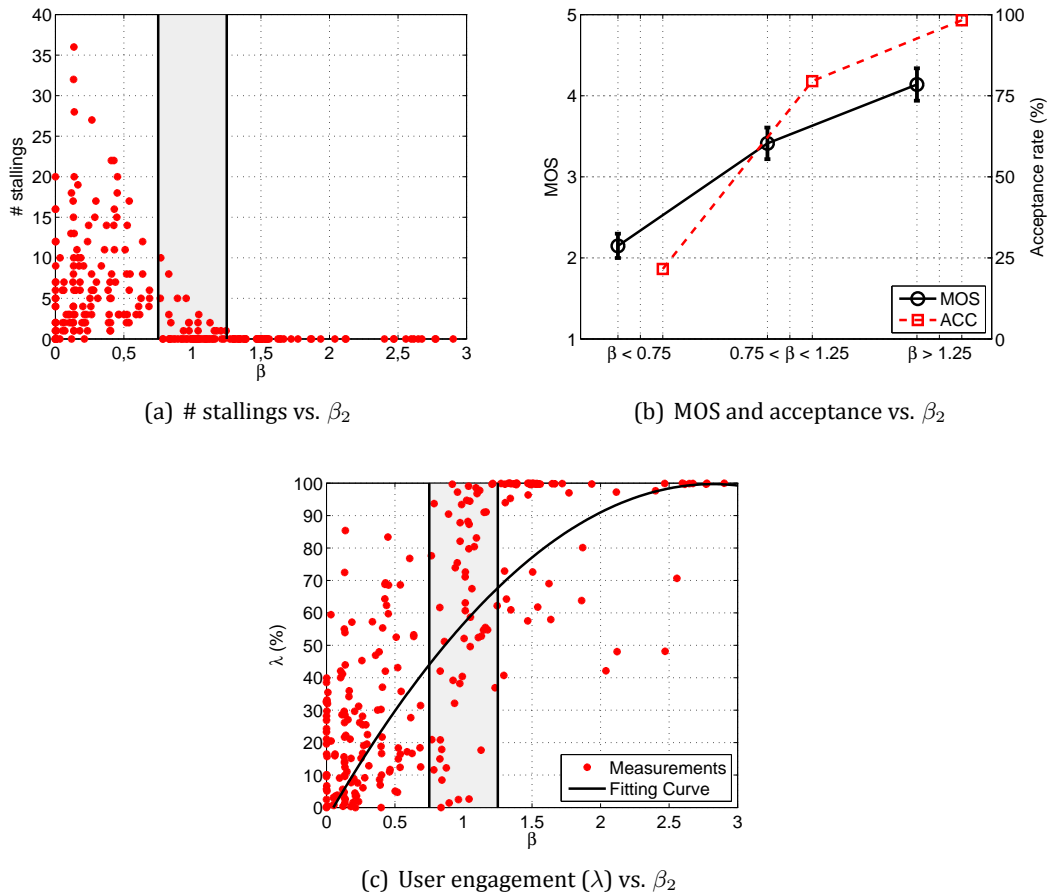 40
35
30
25
20
15
10
5
0
# stallings
0
0,5
1
1,5
2
2,5
3
β
(a) # stallings vs. β₂
5
4
3
2
1
MOS
100
75
50
25
0
Acceptance rate (%)
MOS
ACC
β < 0.75
0.75 < β < 1.25
β > 1.25
(b) MOS and acceptance vs. β₂
100
90
80
70
60
50
40
30
20
10
0
λ (%)
Measurements
Fitting Curve
0
0.5
1
1.5
2
2.5
3
β
(c) User engagement (λ) vs. β₂